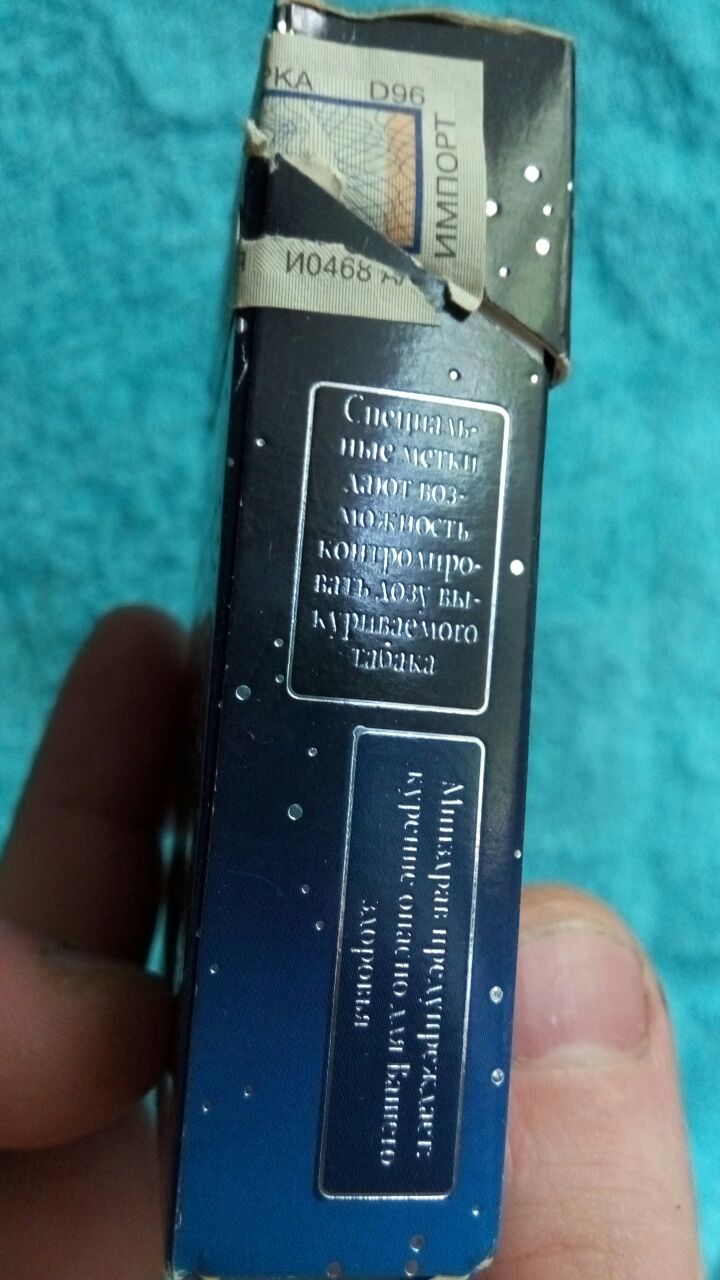 РКА D96
ИМПОРТ
И0468
Специаль-
ные метки
дают воз-
можность
контролиро-
вать дозу вы-
куриваемого
табака
Минздрав предупреждает:
курение опасно для Вашего
здоровья